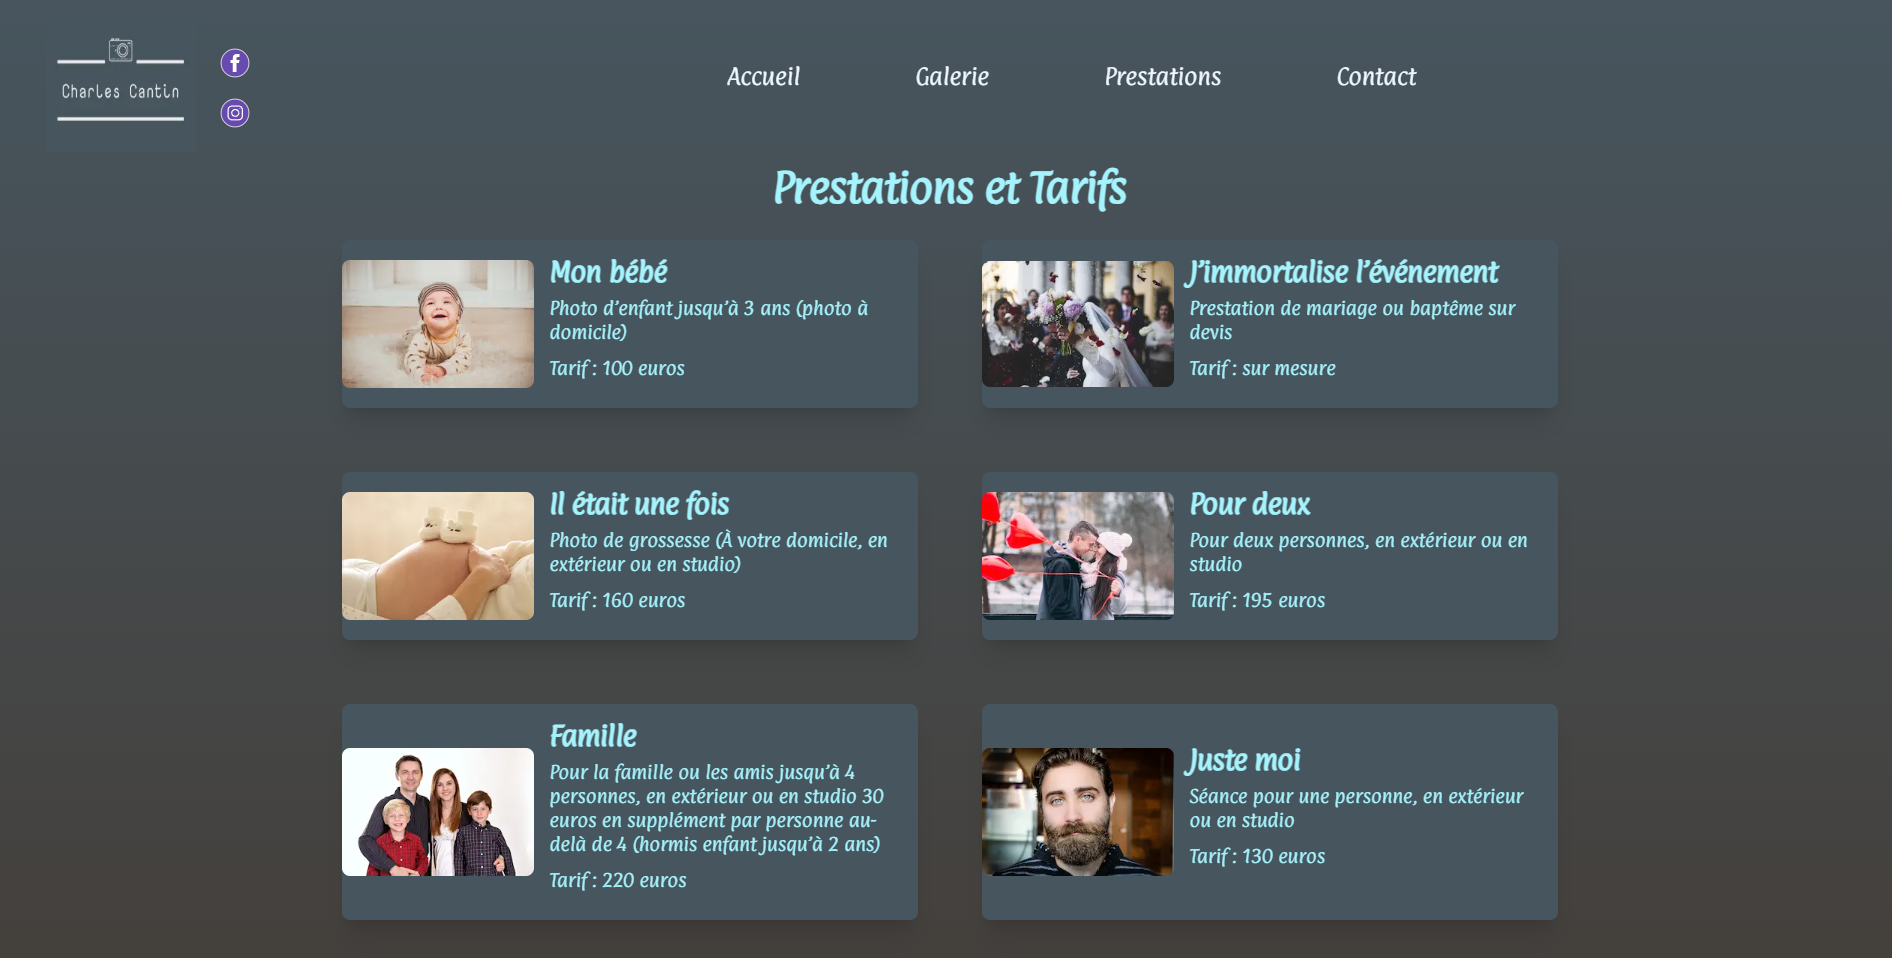 Charles Cantin
Accueil
Galerie
Prestations
Contact
Prestations et Tarifs
Mon bébé
Photo d’enfant jusqu’à 3 ans (photo à
domicile)
Tarif : 100 euros
J’immortalise l’événement
Prestation de mariage ou baptême sur
devis
Tarif : sur mesure
Il était une fois
Photo de grossesse (À votre domicile, en
extérieur ou en studio)
Tarif : 160 euros
Pour deux
Pour deux personnes, en extérieur ou en
studio
Tarif : 195 euros
Famille
Pour la famille ou les amis jusqu’à 4
personnes, en extérieur ou en studio 30
euros en supplément par personne au-
delà de 4 (hormis enfant jusqu’à 2 ans)
Tarif : 220 euros
Juste moi
Séance pour une personne, en extérieur
ou en studio
Tarif : 130 euros